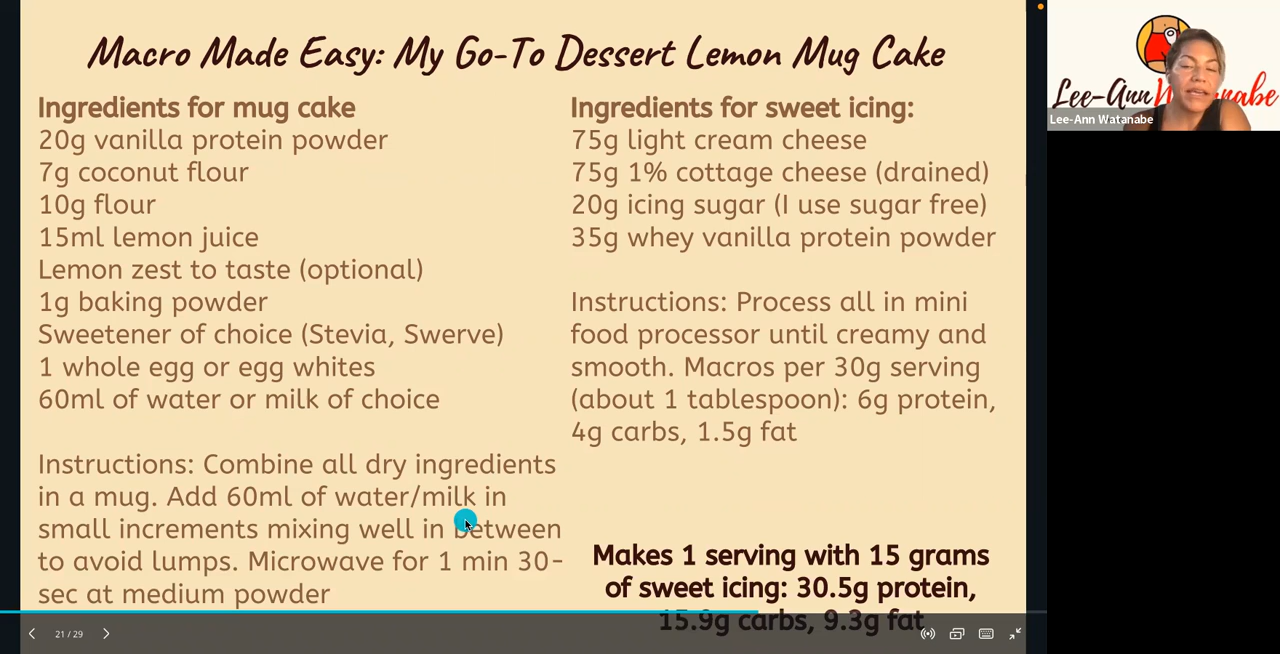 Macro Made Easy: My Go-To Dessert Lemon Mug Cake
Ingredients for mug cake
20g vanilla protein powder
7g coconut flour
10g flour
15ml lemon juice
Lemon zest to taste (optional)
1g baking powder
Sweetener of choice (Stevia, Swerve)
1 whole egg or egg whites
60ml of water or milk of choice
Instructions: Combine all dry ingredients
in a mug. Add 60ml of water/milk in
small increments mixing well in between
to avoid lumps. Microwave for 1 min 30-
sec at medium powder
Ingredients for sweet icing:
75g light cream cheese
75g 1% cottage cheese (drained)
20g icing sugar (I use sugar free)
35g whey vanilla protein powder
Instructions: Process all in mini
food processor until creamy and
smooth. Macros per 30g serving
(about 1 tablespoon): 6g protein,
4g carbs, 1.5g fat
Makes 1 serving with 15 grams
of sweet icing: 30.5g protein,
15.9g carbs, 9.3g fat
21 / 29
Lee-Ann
Lee-Ann Watanabe